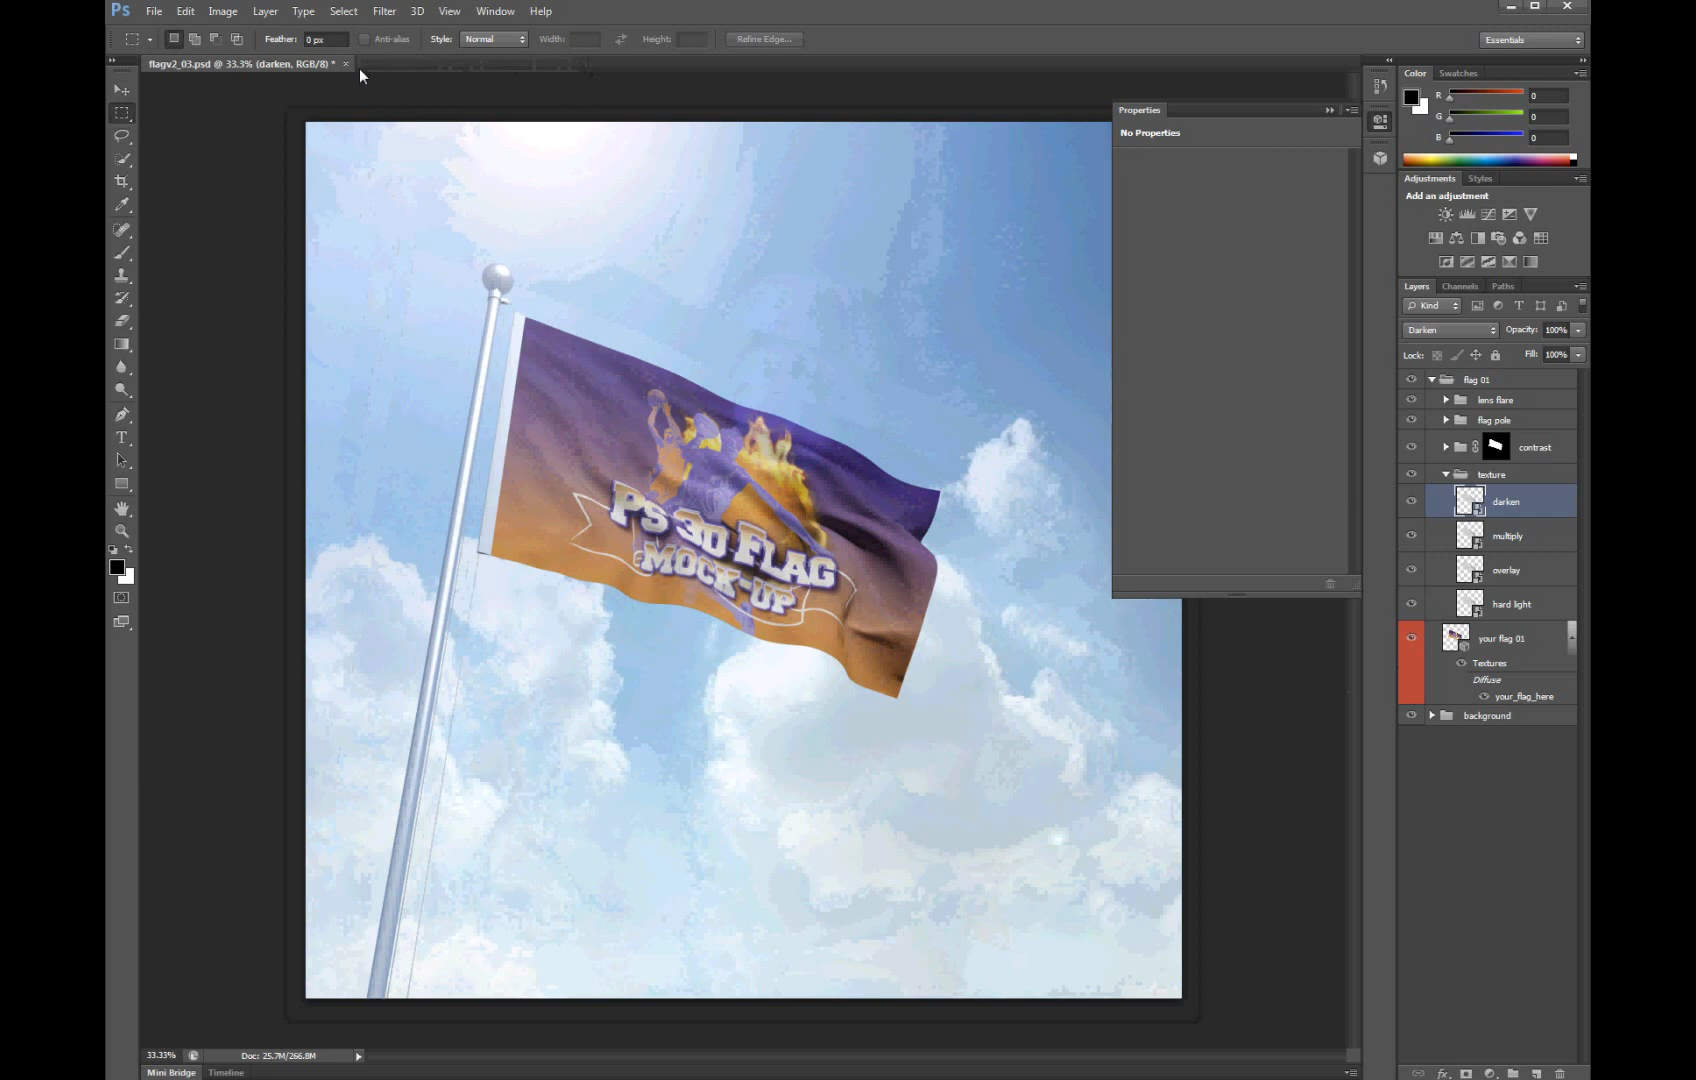 Ps File Edit Image Layer Type Select Filter 3D View Window Help
Feather: 0 px Anti-alias Style: Normal Width: Height: Refine Edge... Essentials
flagv2_03.psd @ 33.3% (darken, RGB/8) * ×
Color Swatches
R 0
G 0
B 0
Properties
No Properties
Adjustments Styles
Add an adjustment
Layers Channels Paths
Kind
Darken Opacity: 100%
Lock: Fill: 100%
flag 01
lens flare
flag pole
contrast
texture
darken
multiply
overlay
hard light
your flag 01
Textures
Diffuse
your_flag_here
background
PS 3D FLAG
MOCK-UP
33.33% Doc: 25.7M/266.8M
Mini Bridge Timeline